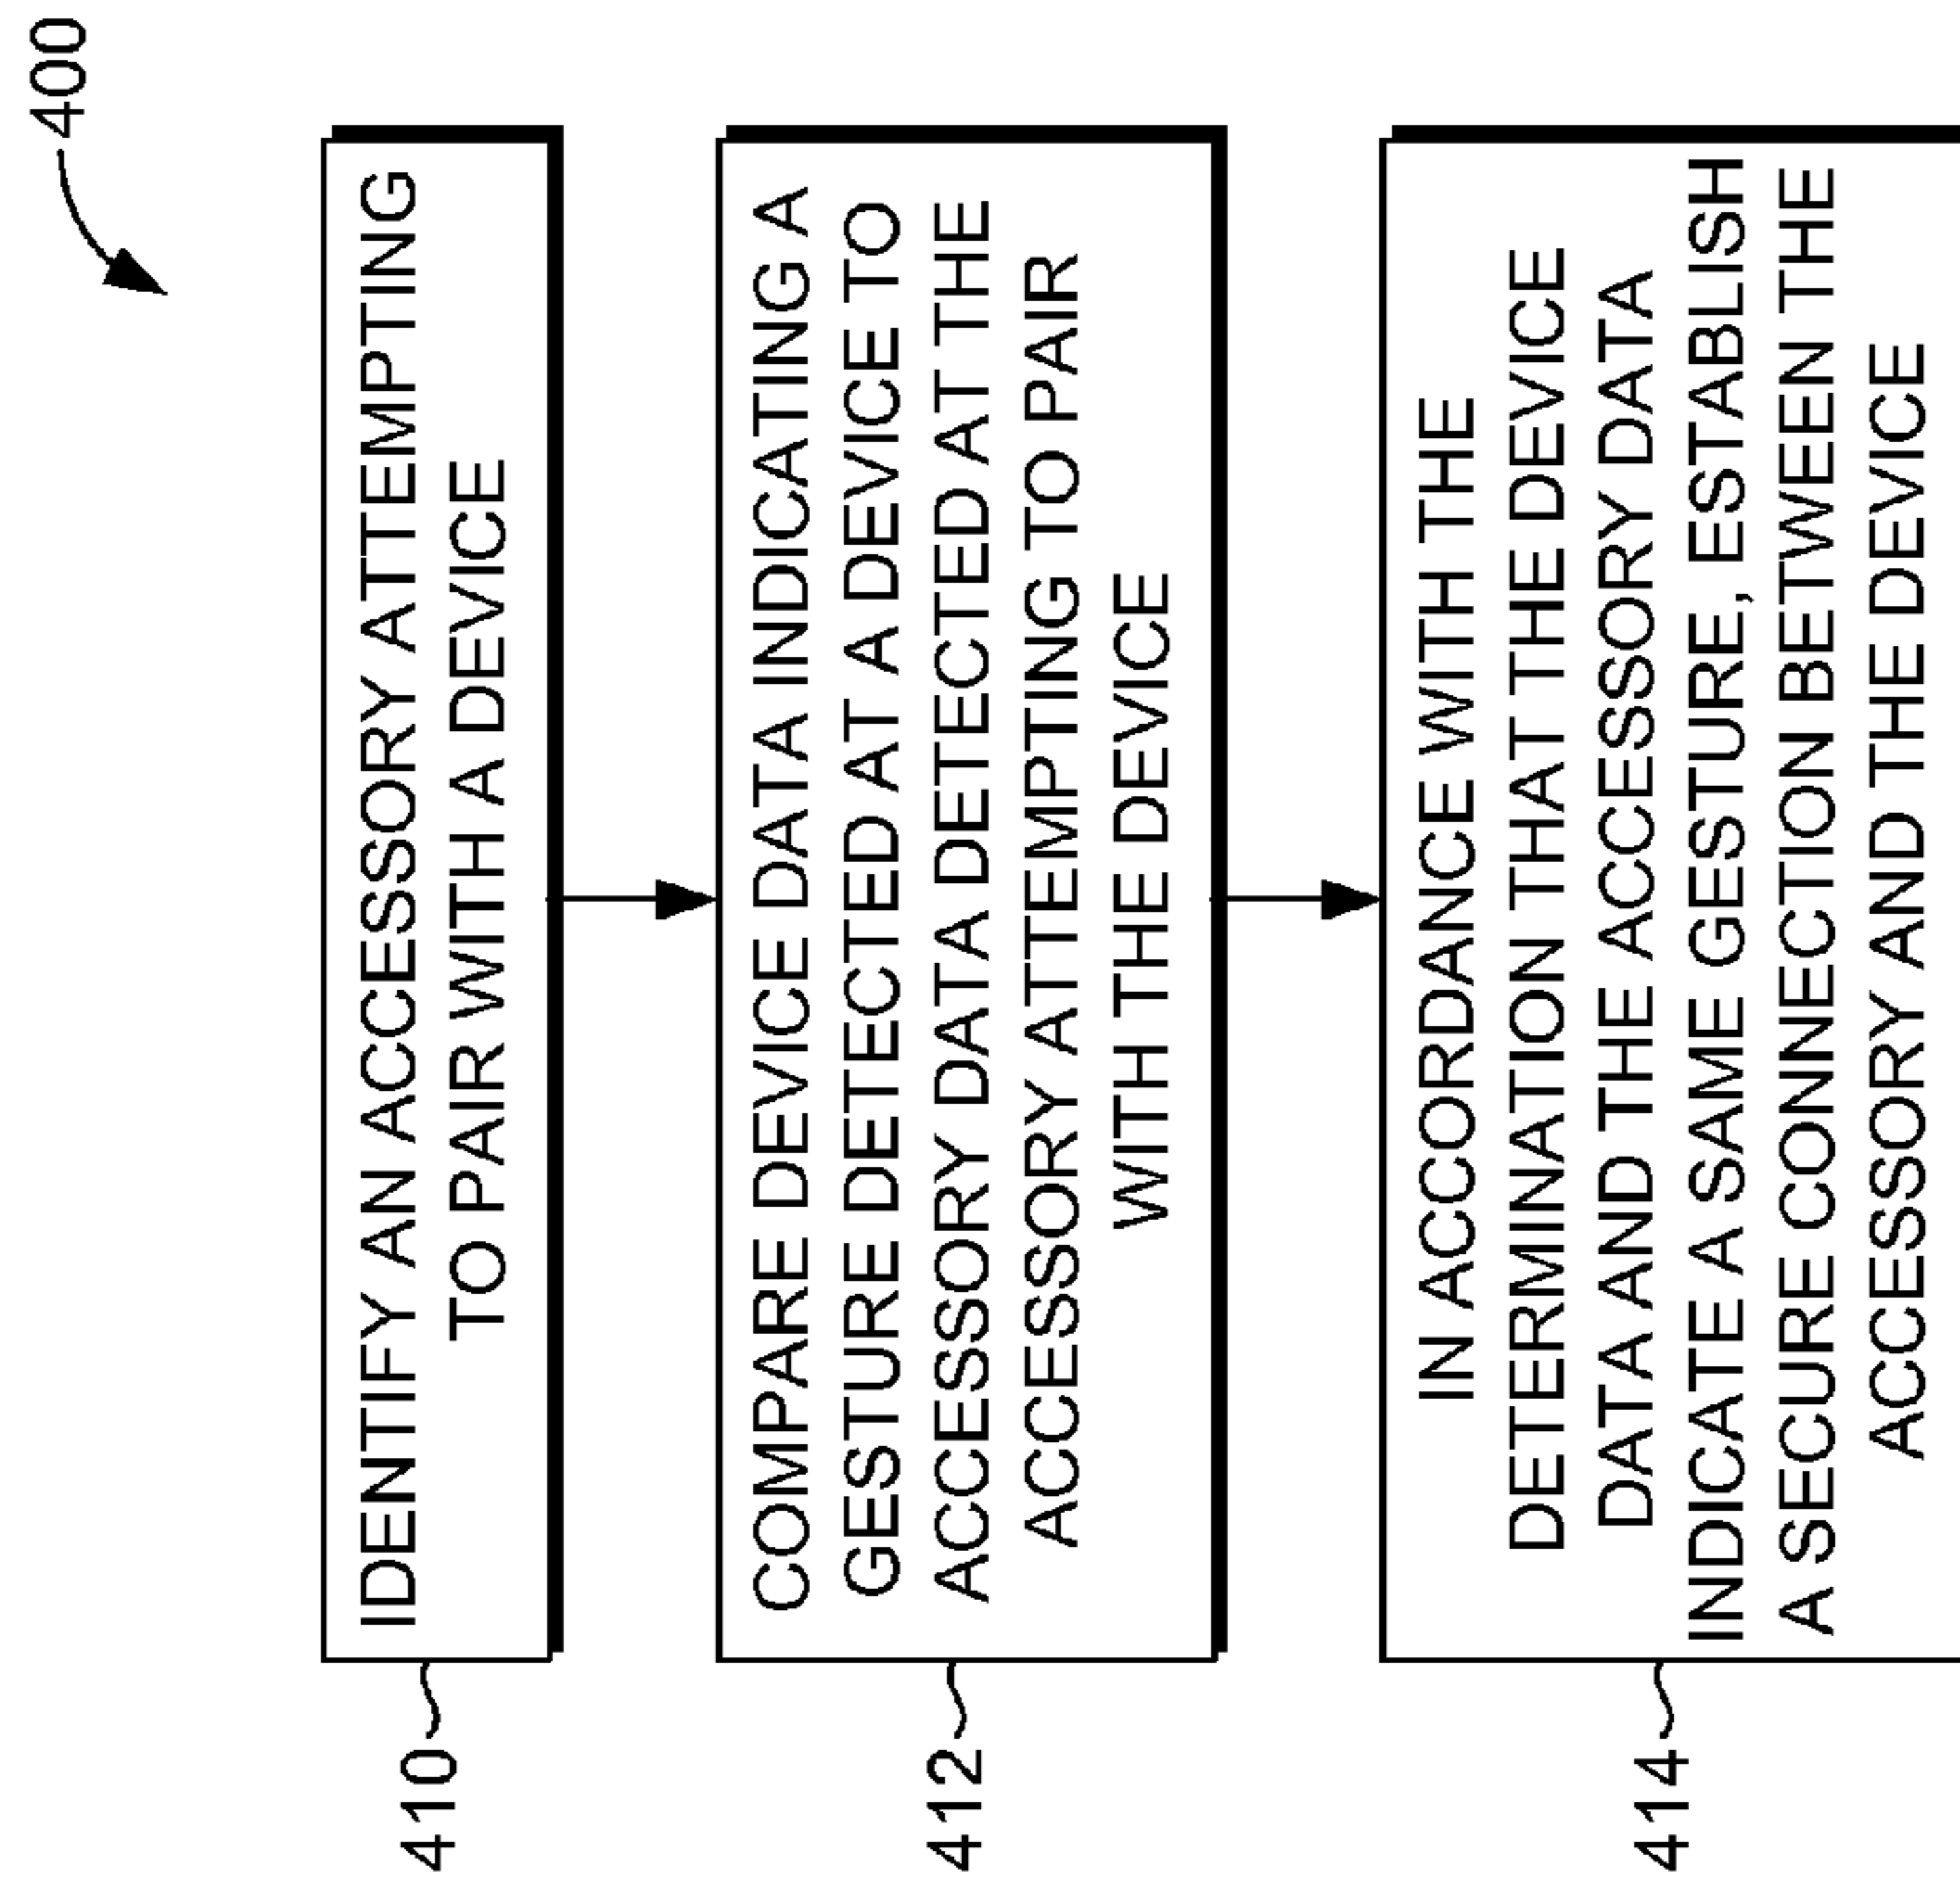 400
410
IDENTIFY AN ACCESSORY ATTEMPTING
TO PAIR WITH A DEVICE
412
COMPARE DEVICE DATA INDICATING A
GESTURE DETECTED AT A DEVICE TO
ACCESSORY DATA DETECTED AT THE
ACCESSORY ATTEMPTING TO PAIR
WITH THE DEVICE
414
IN ACCORDANCE WITH THE
DETERMINATION THAT THE DEVICE
DATA AND THE ACCESSORY DATA
INDICATE A SAME GESTURE, ESTABLISH
A SECURE CONNECTION BETWEEN THE
ACCESSORY AND THE DEVICE